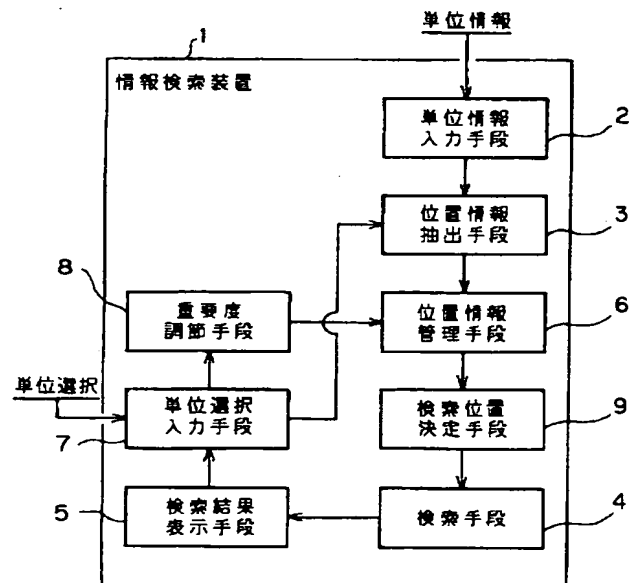 単位情報
1
情報検索装置
単位情報
入力手段
2
位置情報
抽出手段
3
8
重要度
調節手段
位置情報
管理手段
6
単位選択
単位選択
入力手段
7
検索位置
決定手段
9
検索結果
表示手段
5
検索手段
4